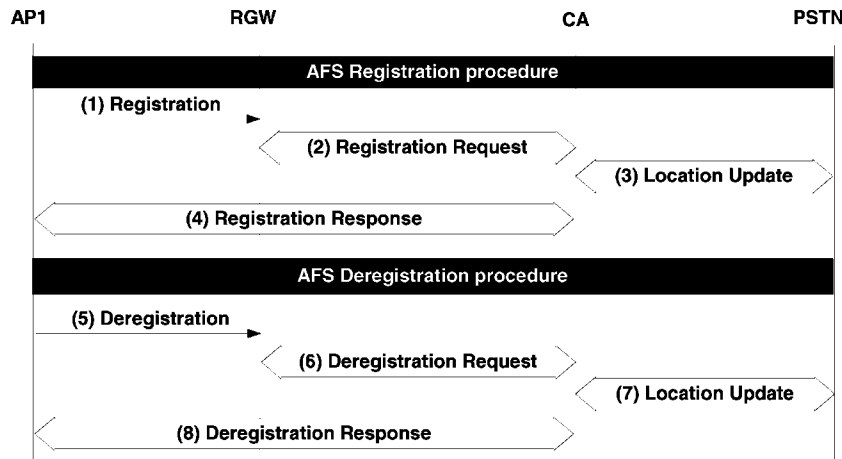 AP1 RGW CA PSTN
AFS Registration procedure
(1) Registration
(2) Registration Request
(3) Location Update
(4) Registration Response
AFS Deregistration procedure
(5) Deregistration
(6) Deregistration Request
(7) Location Update
(8) Deregistration Response